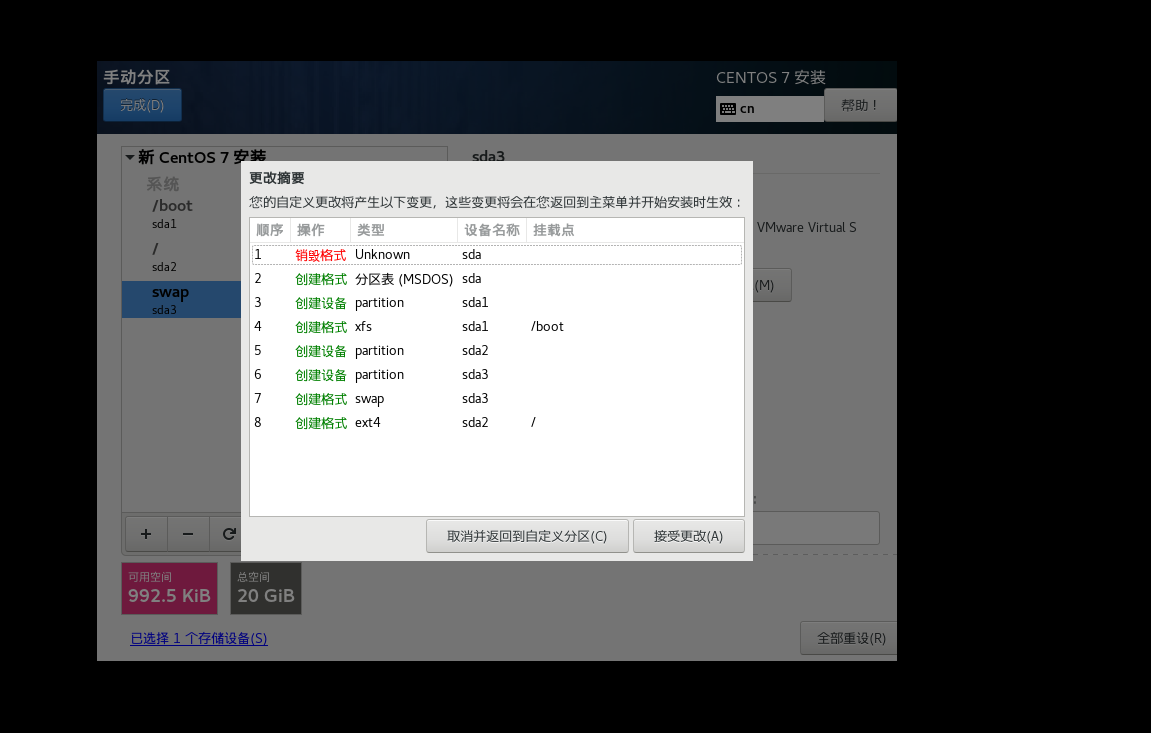 手动分区
CENTOS 7 安装
完成(D)
cn
帮助！
新 CentOS 7 安装
sda3
系统
/boot
sda1
/
sda2
swap
sda3
VMware Virtual S
(M)
更改摘要
您的自定义更改将产生以下变更，这些变更将会在您返回到主菜单并开始安装时生效：
顺序 操作 类型 设备名称 挂载点
1 销毁格式 Unknown sda
2 创建格式 分区表 (MSDOS) sda
3 创建设备 partition sda1
4 创建格式 xfs sda1 /boot
5 创建设备 partition sda2
6 创建设备 partition sda3
7 创建格式 swap sda3
8 创建格式 ext4 sda2 /
取消并返回到自定义分区(C) 接受更改(A)
可用空间
992.5 KiB
总空间
20 GiB
已选择 1 个存储设备(S)
全部重设(R)